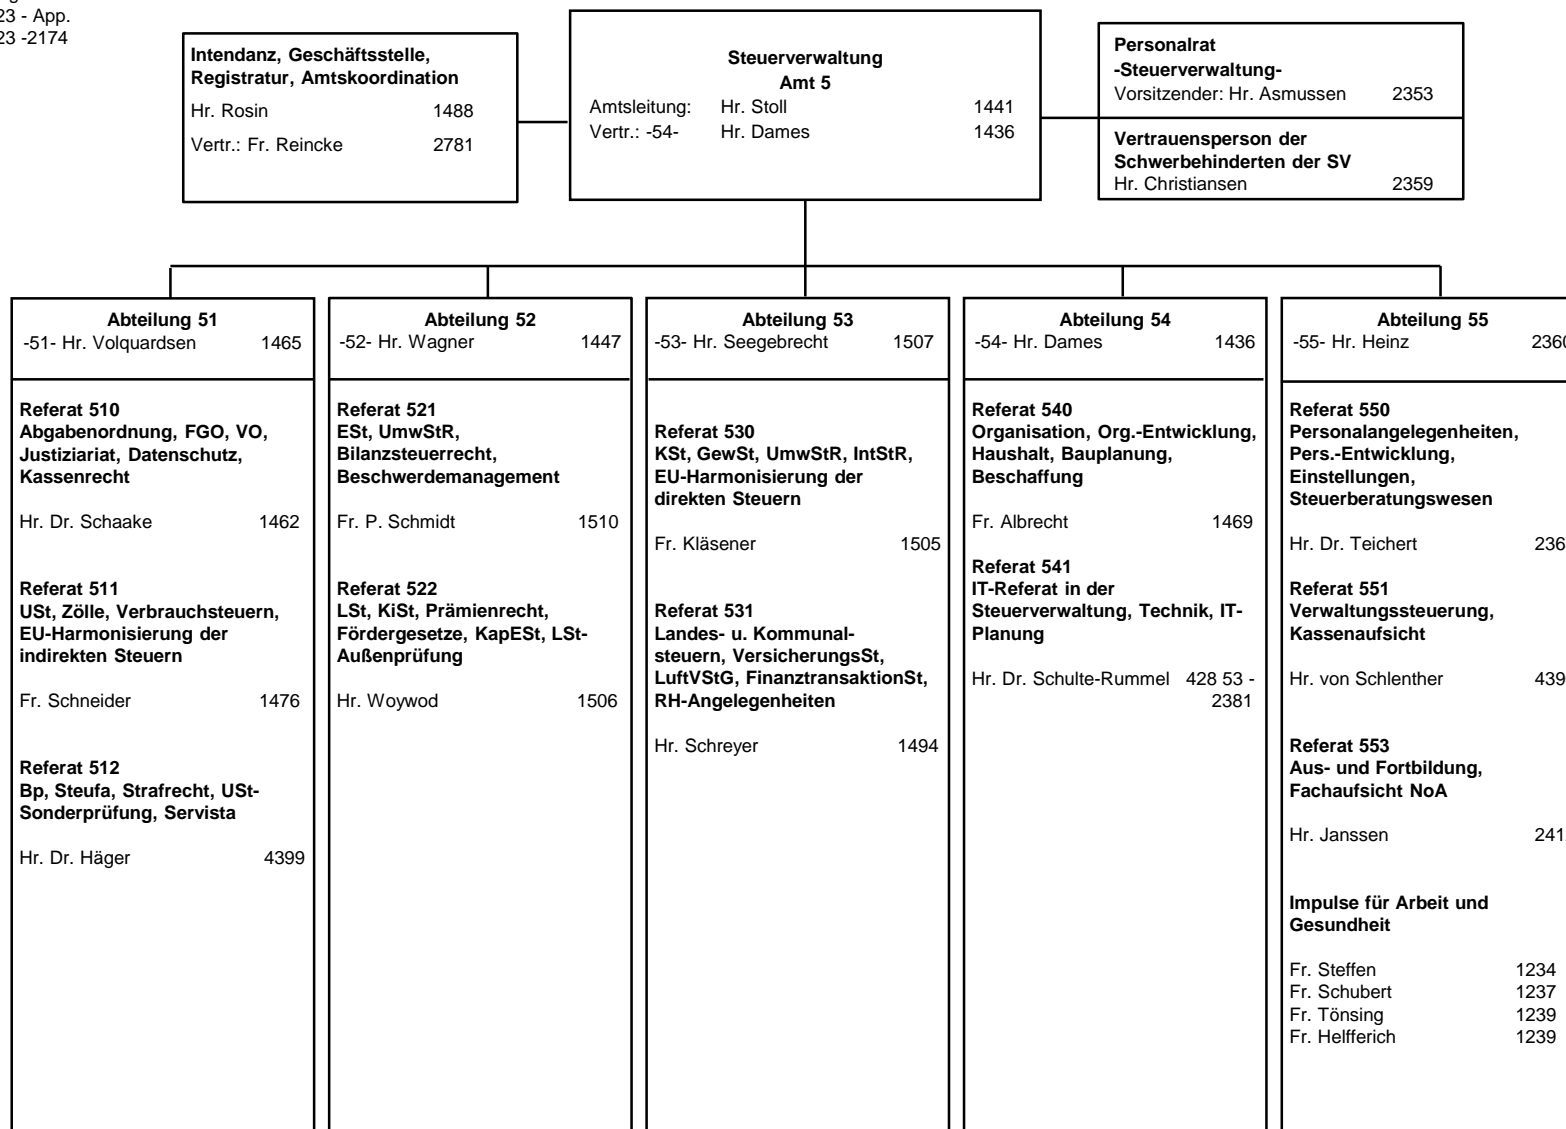 23 - App.
23 -2174
Intendanz, Geschäftsstelle,
Registratur, Amtskoordination
Hr. Rosin 1488
Vertr.: Fr. Reincke 2781
Steuerverwaltung
Amt 5
Amtsleitung: Hr. Stoll 1441
Vertr.: -54- Hr. Dames 1436
Personalrat
-Steuerverwaltung-
Vorsitzender: Hr. Asmussen 2353
Vertrauensperson der
Schwerbehinderten der SV
Hr. Christiansen 2359
Abteilung 51
-51- Hr. Volquardsen 1465
Referat 510
Abgabenordnung, FGO, VO,
Justiziariat, Datenschutz,
Kassenrecht
Hr. Dr. Schaake 1462
Referat 511
USt, Zölle, Verbrauchsteuern,
EU-Harmonisierung der
indirekten Steuern
Fr. Schneider 1476
Referat 512
Bp, Steufa, Strafrecht, USt-
Sonderprüfung, Servista
Hr. Dr. Häger 4399
Abteilung 52
-52- Hr. Wagner 1447
Referat 521
ESt, UmwStR,
Bilanzsteuerrecht,
Beschwerdemanagement
Fr. P. Schmidt 1510
Referat 522
LSt, KiSt, Prämienrecht,
Fördergesetze, KapESt, LSt-
Außenprüfung
Hr. Woywod 1506
Abteilung 53
-53- Hr. Seegebrecht 1507
Referat 530
KSt, GewSt, UmwStR, IntStR,
EU-Harmonisierung der
direkten Steuern
Fr. Kläsener 1505
Referat 531
Landes- u. Kommunal-
steuern, VersicherungsSt,
LuftVStG, FinanztransaktionSt,
RH-Angelegenheiten
Hr. Schreyer 1494
Abteilung 54
-54- Hr. Dames 1436
Referat 540
Organisation, Org.-Entwicklung,
Haushalt, Bauplanung,
Beschaffung
Fr. Albrecht 1469
Referat 541
IT-Referat in der
Steuerverwaltung, Technik, IT-
Planung
Hr. Dr. Schulte-Rummel 428 53 -
2381
Abteilung 55
-55- Hr. Heinz 2360
Referat 550
Personalangelegenheiten,
Pers.-Entwicklung,
Einstellungen,
Steuerberatungswesen
Hr. Dr. Teichert 236
Referat 551
Verwaltungssteuerung,
Kassenaufsicht
Hr. von Schlenther 439
Referat 553
Aus- und Fortbildung,
Fachaufsicht NoA
Hr. Janssen 241
Impulse für Arbeit und
Gesundheit
Fr. Steffen 1234
Fr. Schubert 1237
Fr. Tönsing 1239
Fr. Helfferich 1239